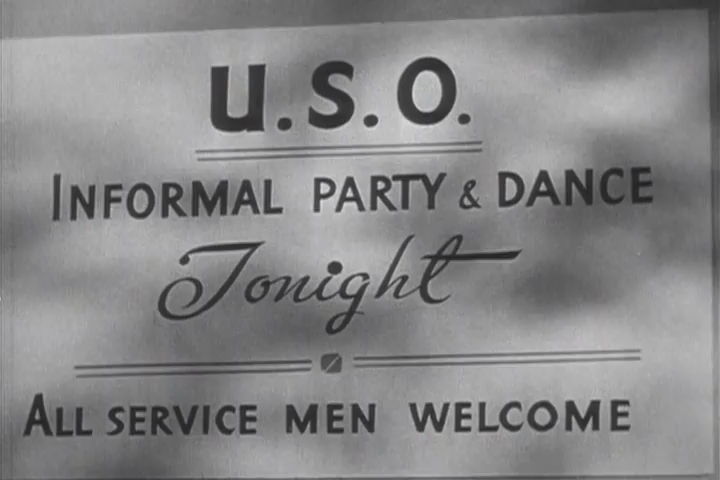 U.S.O.
INFORMAL PARTY & DANCE
Tonight
ALL SERVICE MEN WELCOME